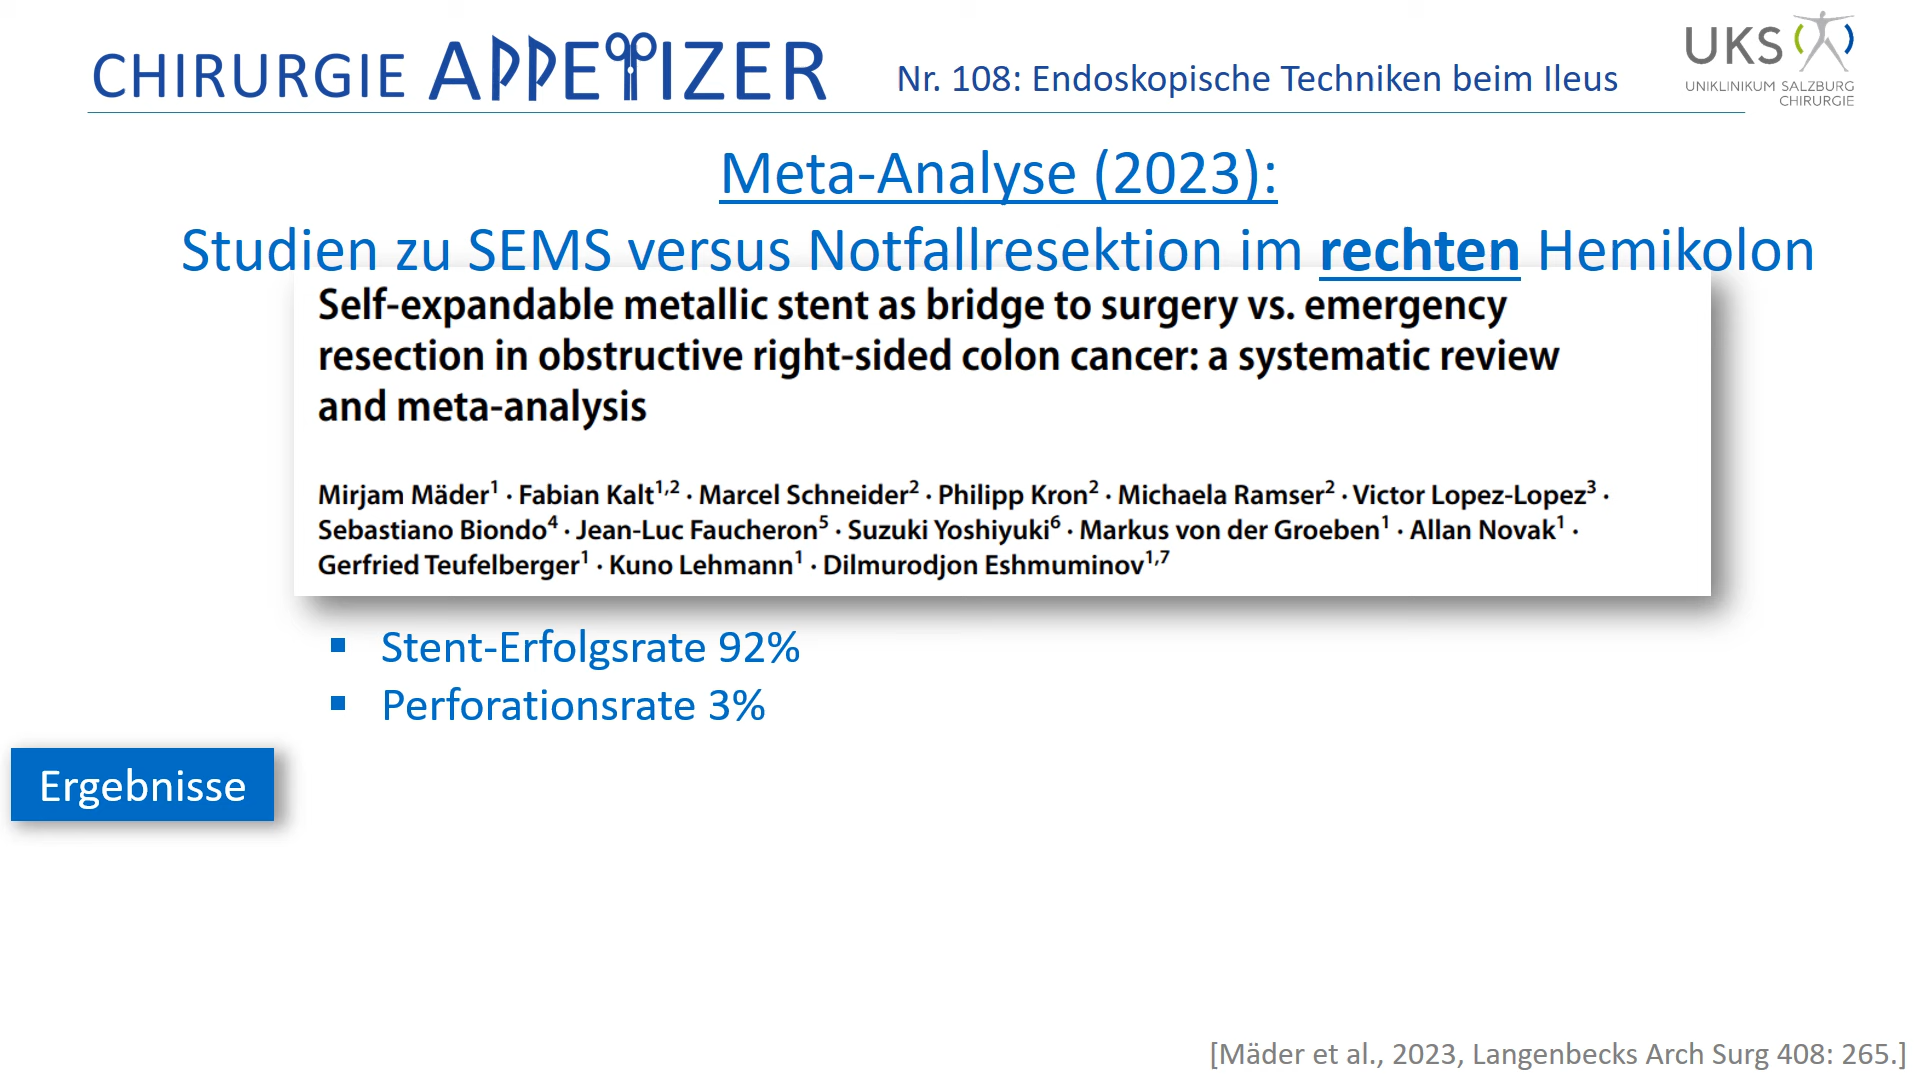 CHIRURGIE APPETIZER
Nr. 108: Endoskopische Techniken beim Ileus
UKS
UNIKLINIKUM SALZBURG
CHIRURGIE
Meta-Analyse (2023):
Studien zu SEMS versus Notfallresektion im rechten Hemikolon
Self-expandable metallic stent as bridge to surgery vs. emergency
resection in obstructive right-sided colon cancer: a systematic review
and meta-analysis
Mirjam Mäder1 · Fabian Kalt1,2 · Marcel Schneider2 · Philipp Kron2 · Michaela Ramser2 · Victor Lopez-Lopez3 ·
Sebastiano Biondo4 · Jean-Luc Faucheron5 · Suzuki Yoshiyuki6 · Markus von der Groeben1 · Allan Novak1 ·
Gerfried Teufelberger1 · Kuno Lehmann1 · Dilmurodjon Eshmuminov1,7
▪ Stent-Erfolgsrate 92%
▪ Perforationsrate 3%
Ergebnisse
[Mäder et al., 2023, Langenbecks Arch Surg 408: 265.]